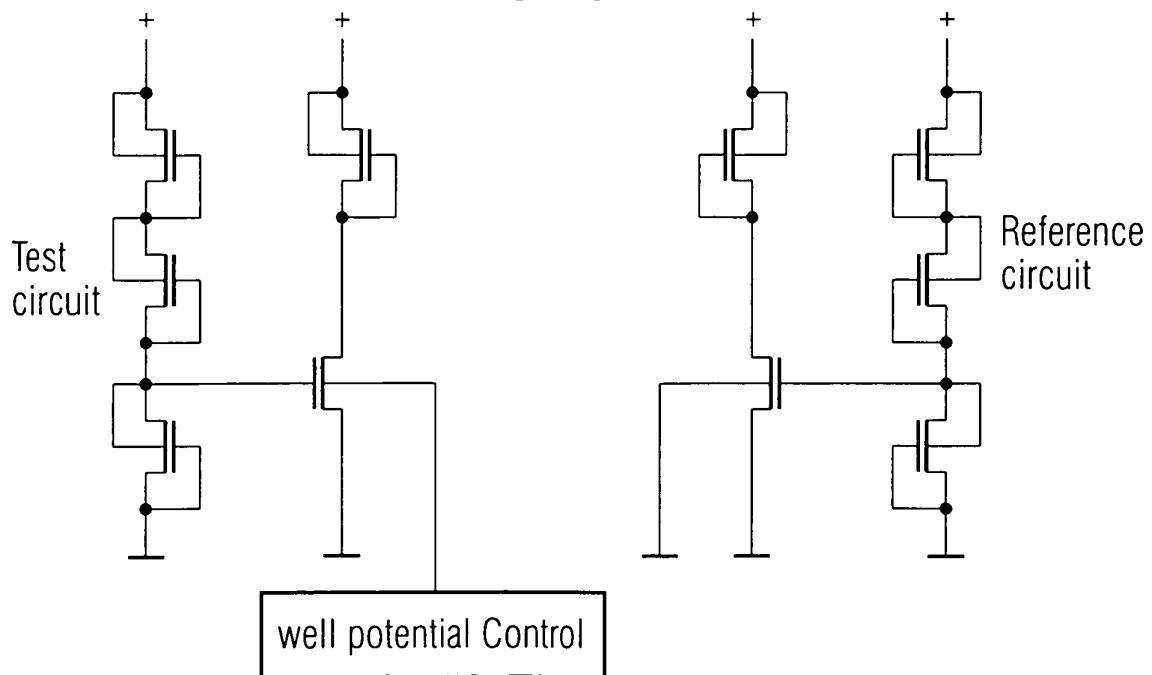 + + + +
Test
circuit
Reference
circuit
well potential Control